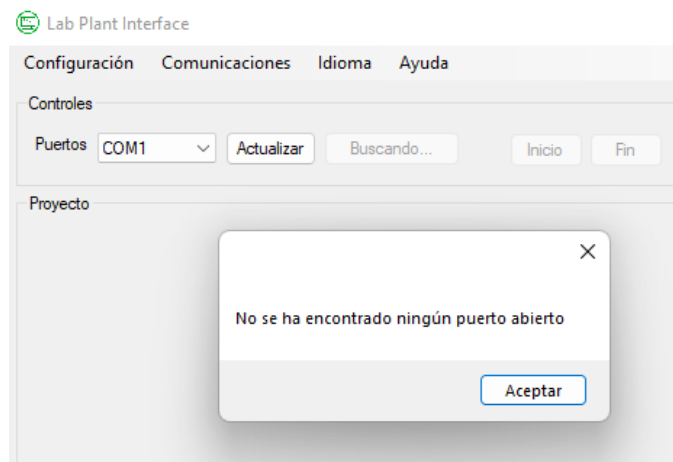 Lab Plant Interface
Configuración Comunicaciones Idioma Ayuda
Controles
Puertos COM1 Actualizar Buscando... Inicio Fin
Proyecto
No se ha encontrado ningún puerto abierto
Aceptar